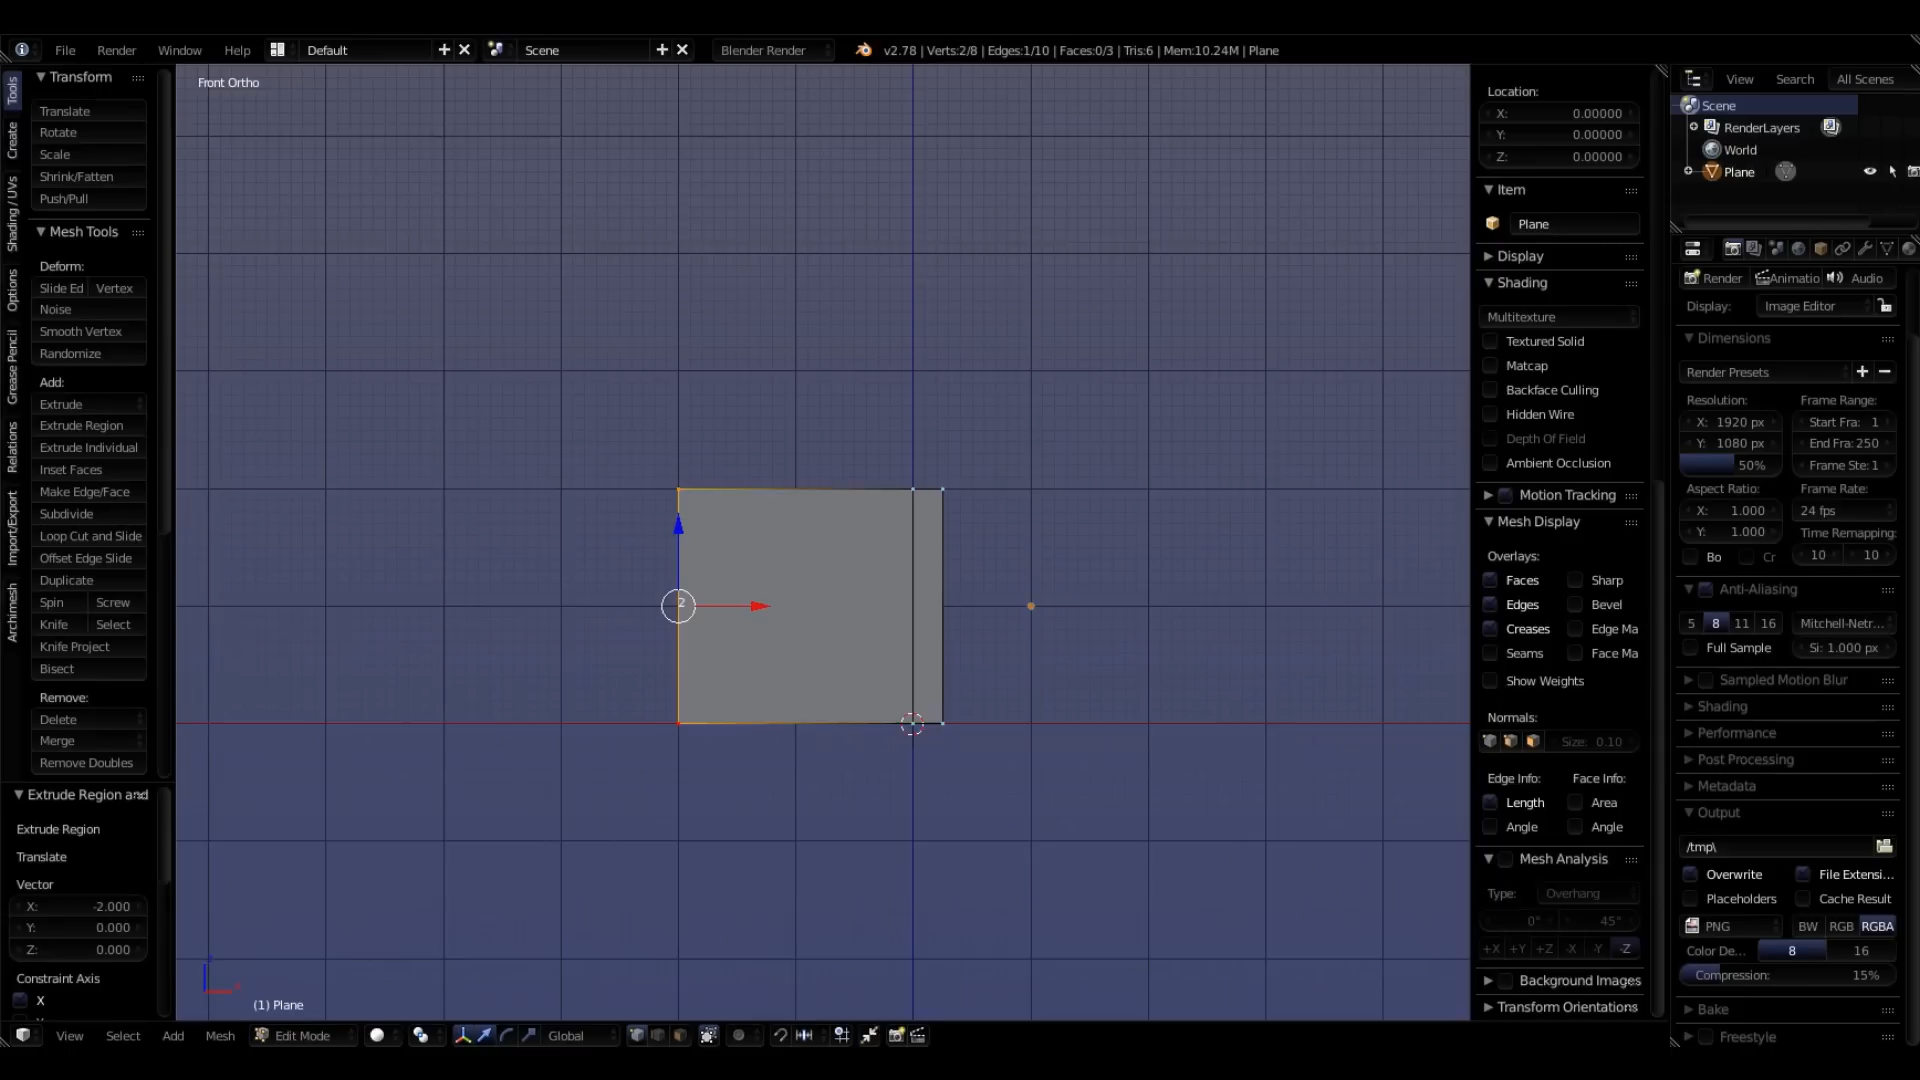 File Render Window Help Default Scene Blender Render v2.78 | Verts:2/8 | Edges:1/10 | Faces:0/3 | Tris:6 | Mem:10.24M | Plane
Tools
Create
Shading / UVs
Options
Grease Pencil
Relations
Import/Export
Archimesh
Transform
Translate
Rotate
Scale
Shrink/Fatten
Push/Pull
Mesh Tools
Deform:
Slide Ed Vertex
Noise
Smooth Vertex
Randomize
Add:
Extrude
Extrude Region
Extrude Individual
Inset Faces
Make Edge/Face
Subdivide
Loop Cut and Slide
Offset Edge Slide
Duplicate
Spin Screw
Knife Select
Knife Project
Bisect
Remove:
Delete
Merge
Remove Doubles
Extrude Region and
Extrude Region
Translate
Vector
X: -2.000
Y: 0.000
Z: 0.000
Constraint Axis
X
Front Ortho
2
(1) Plane
View Select Add Mesh Edit Mode Global
Location:
X: 0.00000
Y: 0.00000
Z: 0.00000
Item
Plane
Display
Shading
Multitexture
Textured Solid
Matcap
Backface Culling
Hidden Wire
Depth Of Field
Ambient Occlusion
Motion Tracking
Mesh Display
Overlays:
Faces Sharp
Edges Bevel
Creases Edge Ma
Seams Face Ma
Show Weights
Normals:
Size: 0.10
Edge Info: Face Info:
Length Area
Angle Angle
Mesh Analysis
Type: Overhang
0° 45°
+X +Y +Z -X -Y -Z
Background Images
Transform Orientations
View Search All Scenes
Scene
RenderLayers
World
Plane
Render Animatio Audio
Display: Image Editor
Dimensions
Render Presets
Resolution: Frame Range:
X: 1920 px Start Fra: 1
Y: 1080 px End Fra: 250
50% Frame Ste: 1
Aspect Ratio: Frame Rate:
X: 1.000 24 fps
Y: 1.000 Time Remapping:
Bo Cr 10 10
Anti-Aliasing
5 8 11 16 Mitchell-Netr...
Full Sample Si: 1.000 px
Sampled Motion Blur
Shading
Performance
Post Processing
Metadata
Output
/tmp\
Overwrite File Extensi...
Placeholders Cache Result
PNG BW RGB RGBA
Color De... 8 16
Compression: 15%
Bake
Freestyle